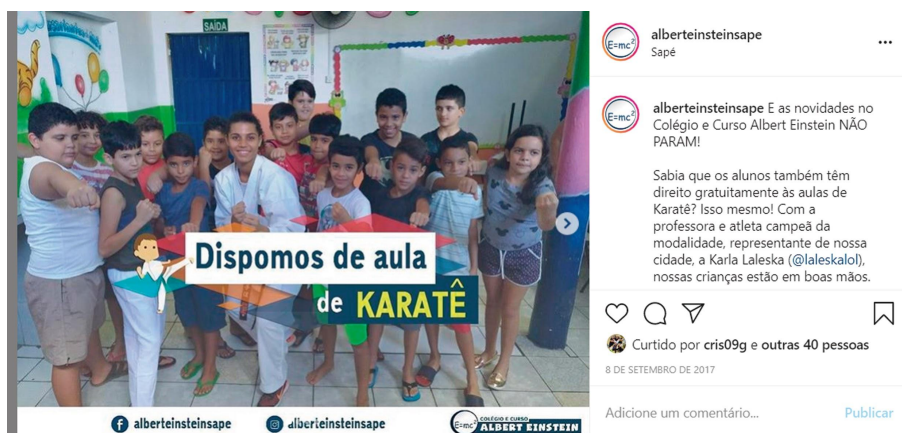 SAÍDA
Dispomos de aula
de KARATÊ
alberteinsteinsape
alberteinsteinsape
E=mc²
COLÉGIO E CURSO
ALBERT EINSTEIN
E=mc²
alberteinsteinsape
Sapé
E=mc²
alberteinsteinsape E as novidades no
Colégio e Curso Albert Einstein NÃO
PARAM!
Sabia que os alunos também têm
direito gratuitamente às aulas de
Karatê? Isso mesmo! Com a
professora e atleta campeã da
modalidade, representante de nossa
cidade, a Karla Laleska (@laleskalol),
nossas crianças estão em boas mãos.
Curtido por cris09g e outras 40 pessoas
8 DE SETEMBRO DE 2017
Adicione um comentário...
Publicar